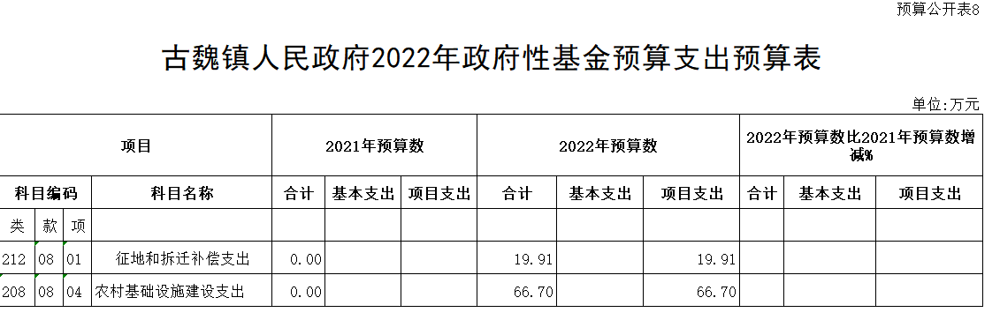 预算公开表8
古魏镇人民政府2022年政府性基金预算支出预算表
单位:万元
项目 2021年预算数 2022年预算数 2022年预算数比2021年预算数增
减%
科目编码 科目名称 合计 基本支出 项目支出 合计 基本支出 项目支出 合计 基本支出 项目支出
类 款 项
212 08 01 征地和拆迁补偿支出 0.00 19.91 19.91
208 08 04 农村基础设施建设支出 0.00 66.70 66.70